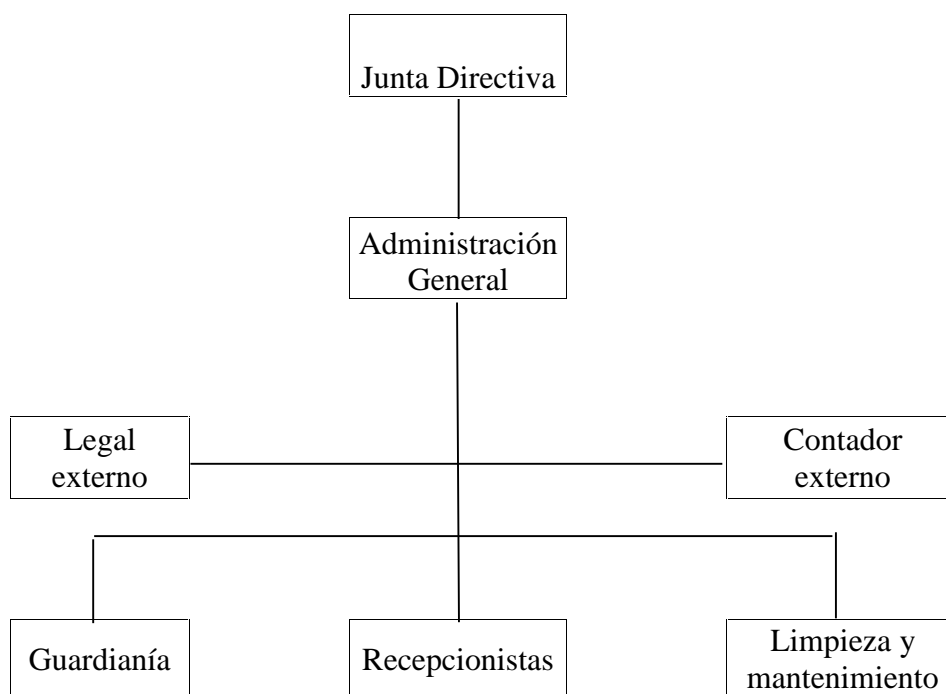 Junta Directiva
Administración
General
Legal
externo
Contador
externo
Guardianía
Recepcionistas
Limpieza y
mantenimiento